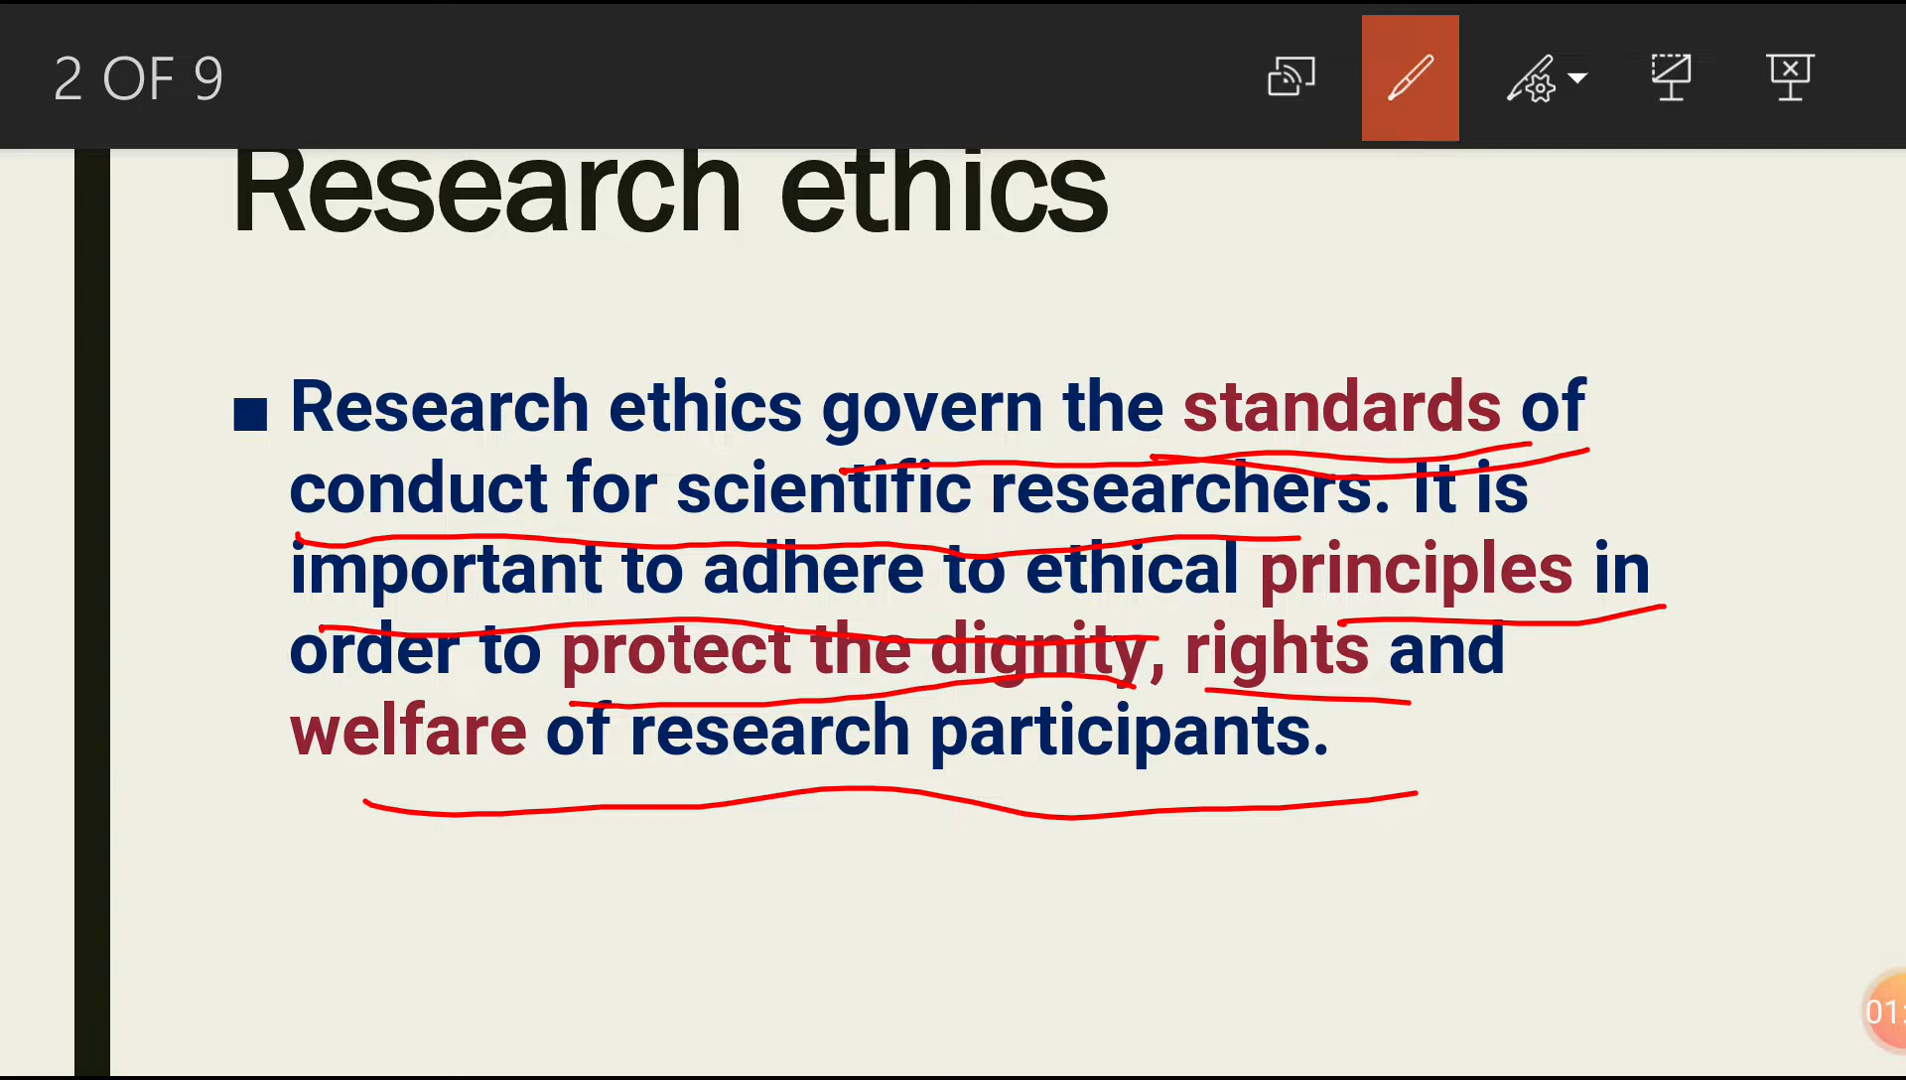 2 OF 9
Research ethics
Research ethics govern the standards of
conduct for scientific researchers. It is
important to adhere to ethical principles in
order to protect the dignity, rights and
welfare of research participants.
01: